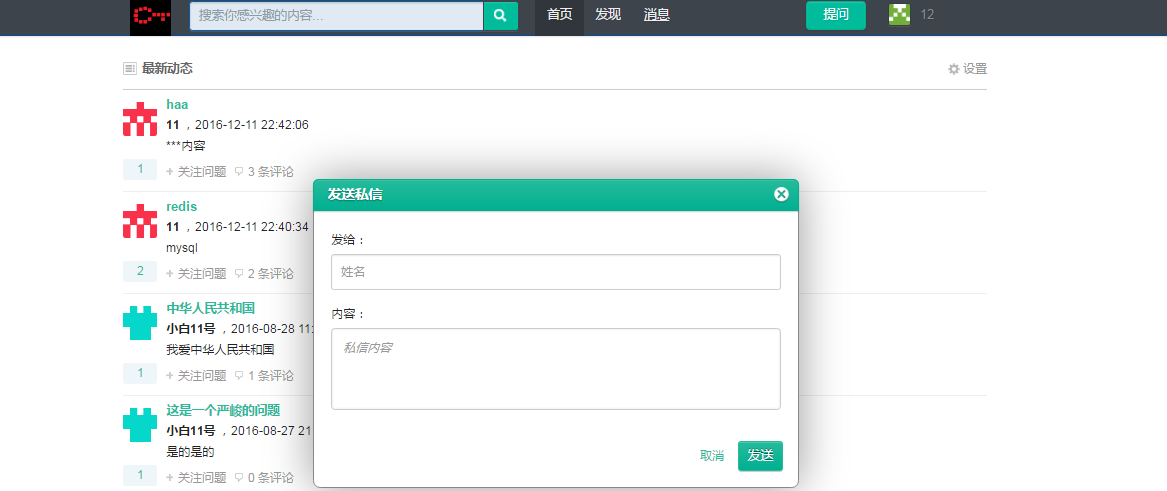 搜索你感兴趣的内容...
首页 发现 消息 提问 12
最新动态 设置
haa
11 ，2016-12-11 22:42:06
***内容
1 + 关注问题 3 条评论
redis
11 ，2016-12-11 22:40:34
mysql
2 + 关注问题 2 条评论
中华人民共和国
小白11号 ，2016-08-28 11:
我爱中华人民共和国
1 + 关注问题 1 条评论
这是一个严峻的问题
小白11号 ，2016-08-27 21
是的是的
1 + 关注问题 0 条评论
发送私信
发给：
姓名
内容：
私信内容
取消 发送